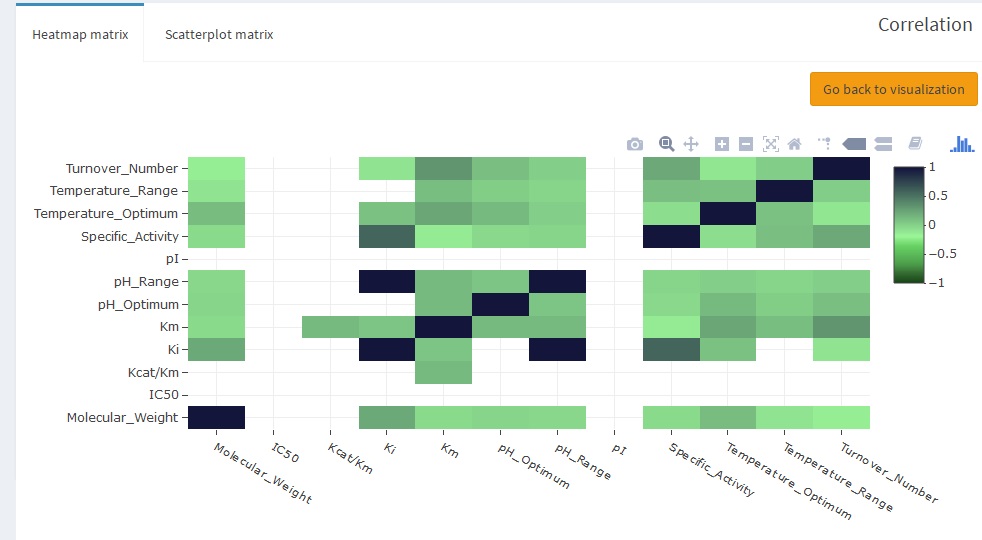 Correlation
Heatmap matrix
Scatterplot matrix
Go back to visualization
Turnover_Number
Temperature_Range
Temperature_Optimum
Specific_Activity
pI
pH_Range
pH_Optimum
Km
Ki
Kcat/Km
IC50
Molecular_Weight
Molecular_Weight
IC50
Kcat/Km
Ki
Km
pH_Optimum
pH_Range
pI
Specific_Activity
Temperature_Optimum
Temperature_Range
Turnover_Number
1
0.5
0
−0.5
−1